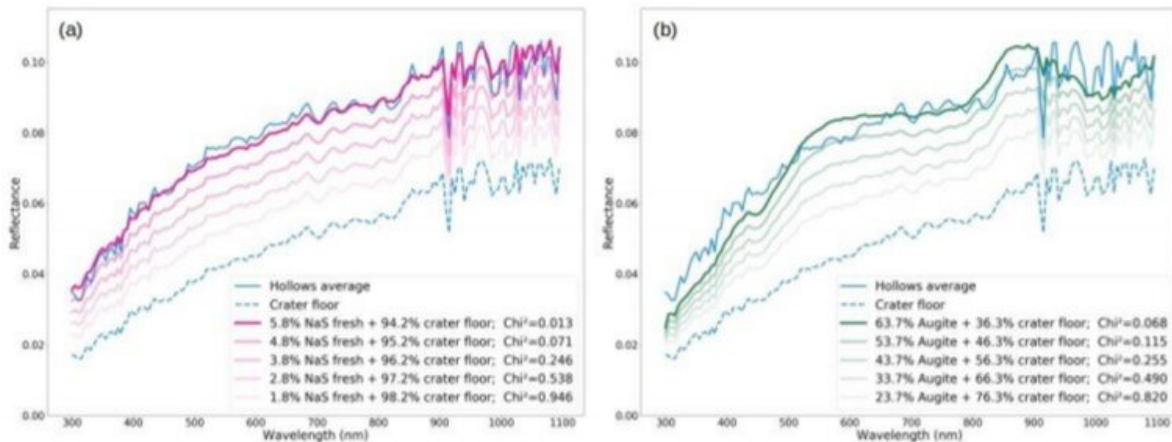 (a)
Reflectance
0.10
0.08
0.06
0.04
0.02
0.00
Hollows average
Crater floor
5.8% NaS fresh + 94.2% crater floor; Chi²=0.013
4.8% NaS fresh + 95.2% crater floor; Chi²=0.071
3.8% NaS fresh + 96.2% crater floor; Chi²=0.246
2.8% NaS fresh + 97.2% crater floor; Chi²=0.538
1.8% NaS fresh + 98.2% crater floor; Chi²=0.946
300 400 500 600 700 800 900 1000 1100
Wavelength (nm)
(b)
Reflectance
0.10
0.08
0.06
0.04
0.02
0.00
Hollows average
Crater floor
63.7% Augite + 36.3% crater floor; Chi²=0.068
53.7% Augite + 46.3% crater floor; Chi²=0.115
43.7% Augite + 56.3% crater floor; Chi²=0.255
33.7% Augite + 66.3% crater floor; Chi²=0.490
23.7% Augite + 76.3% crater floor; Chi²=0.820
300 400 500 600 700 800 900 1000 1100
Wavelength (nm)